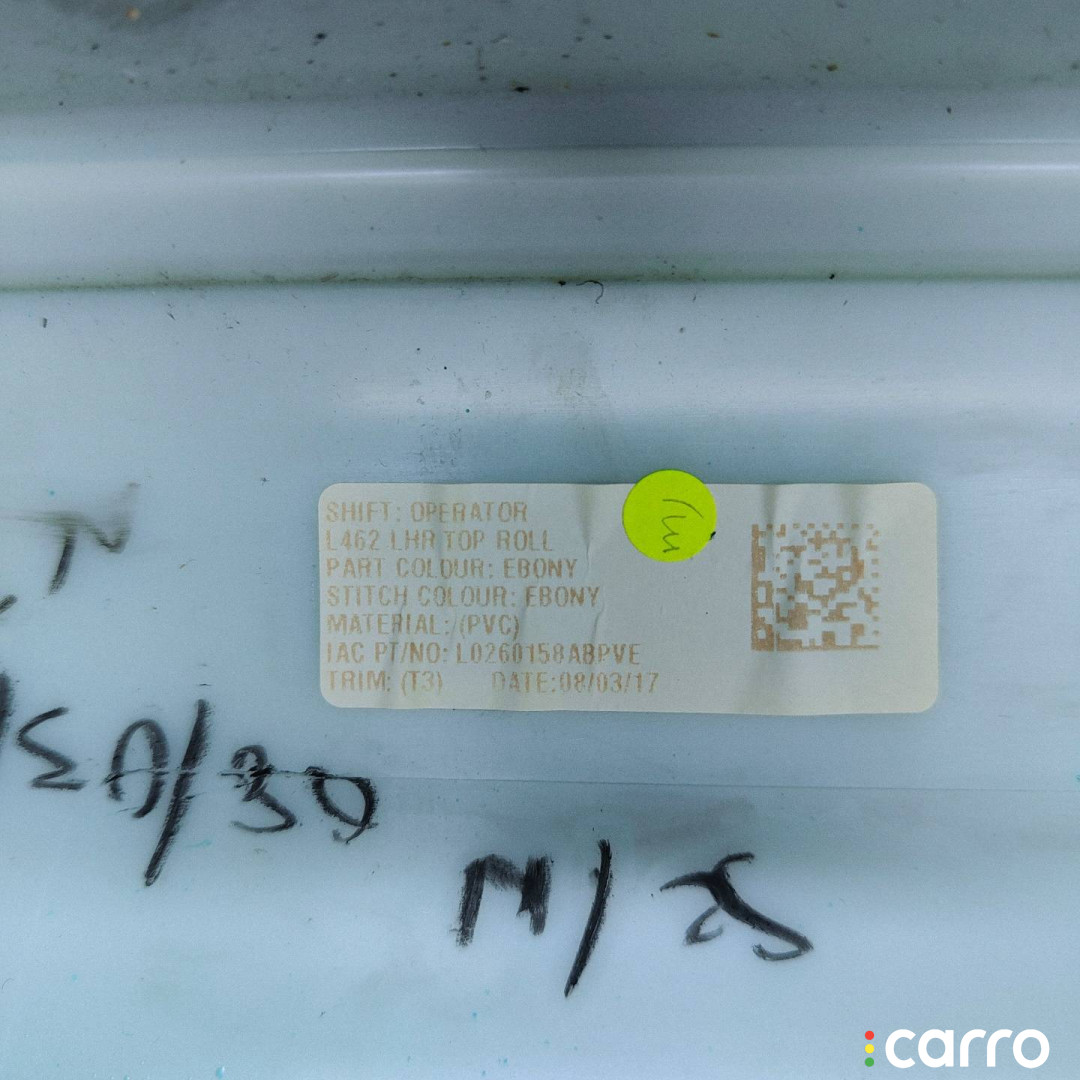 SHIFT: OPERATOR
L462 LHR TOP ROLL
PART COLOUR: EBONY
STITCH COLOUR: EBONY
MATERIAL: (PVC)
IAC PT/NO: L0260158ABPVE
TRIM: (T3) DATE:08/03/17
carro